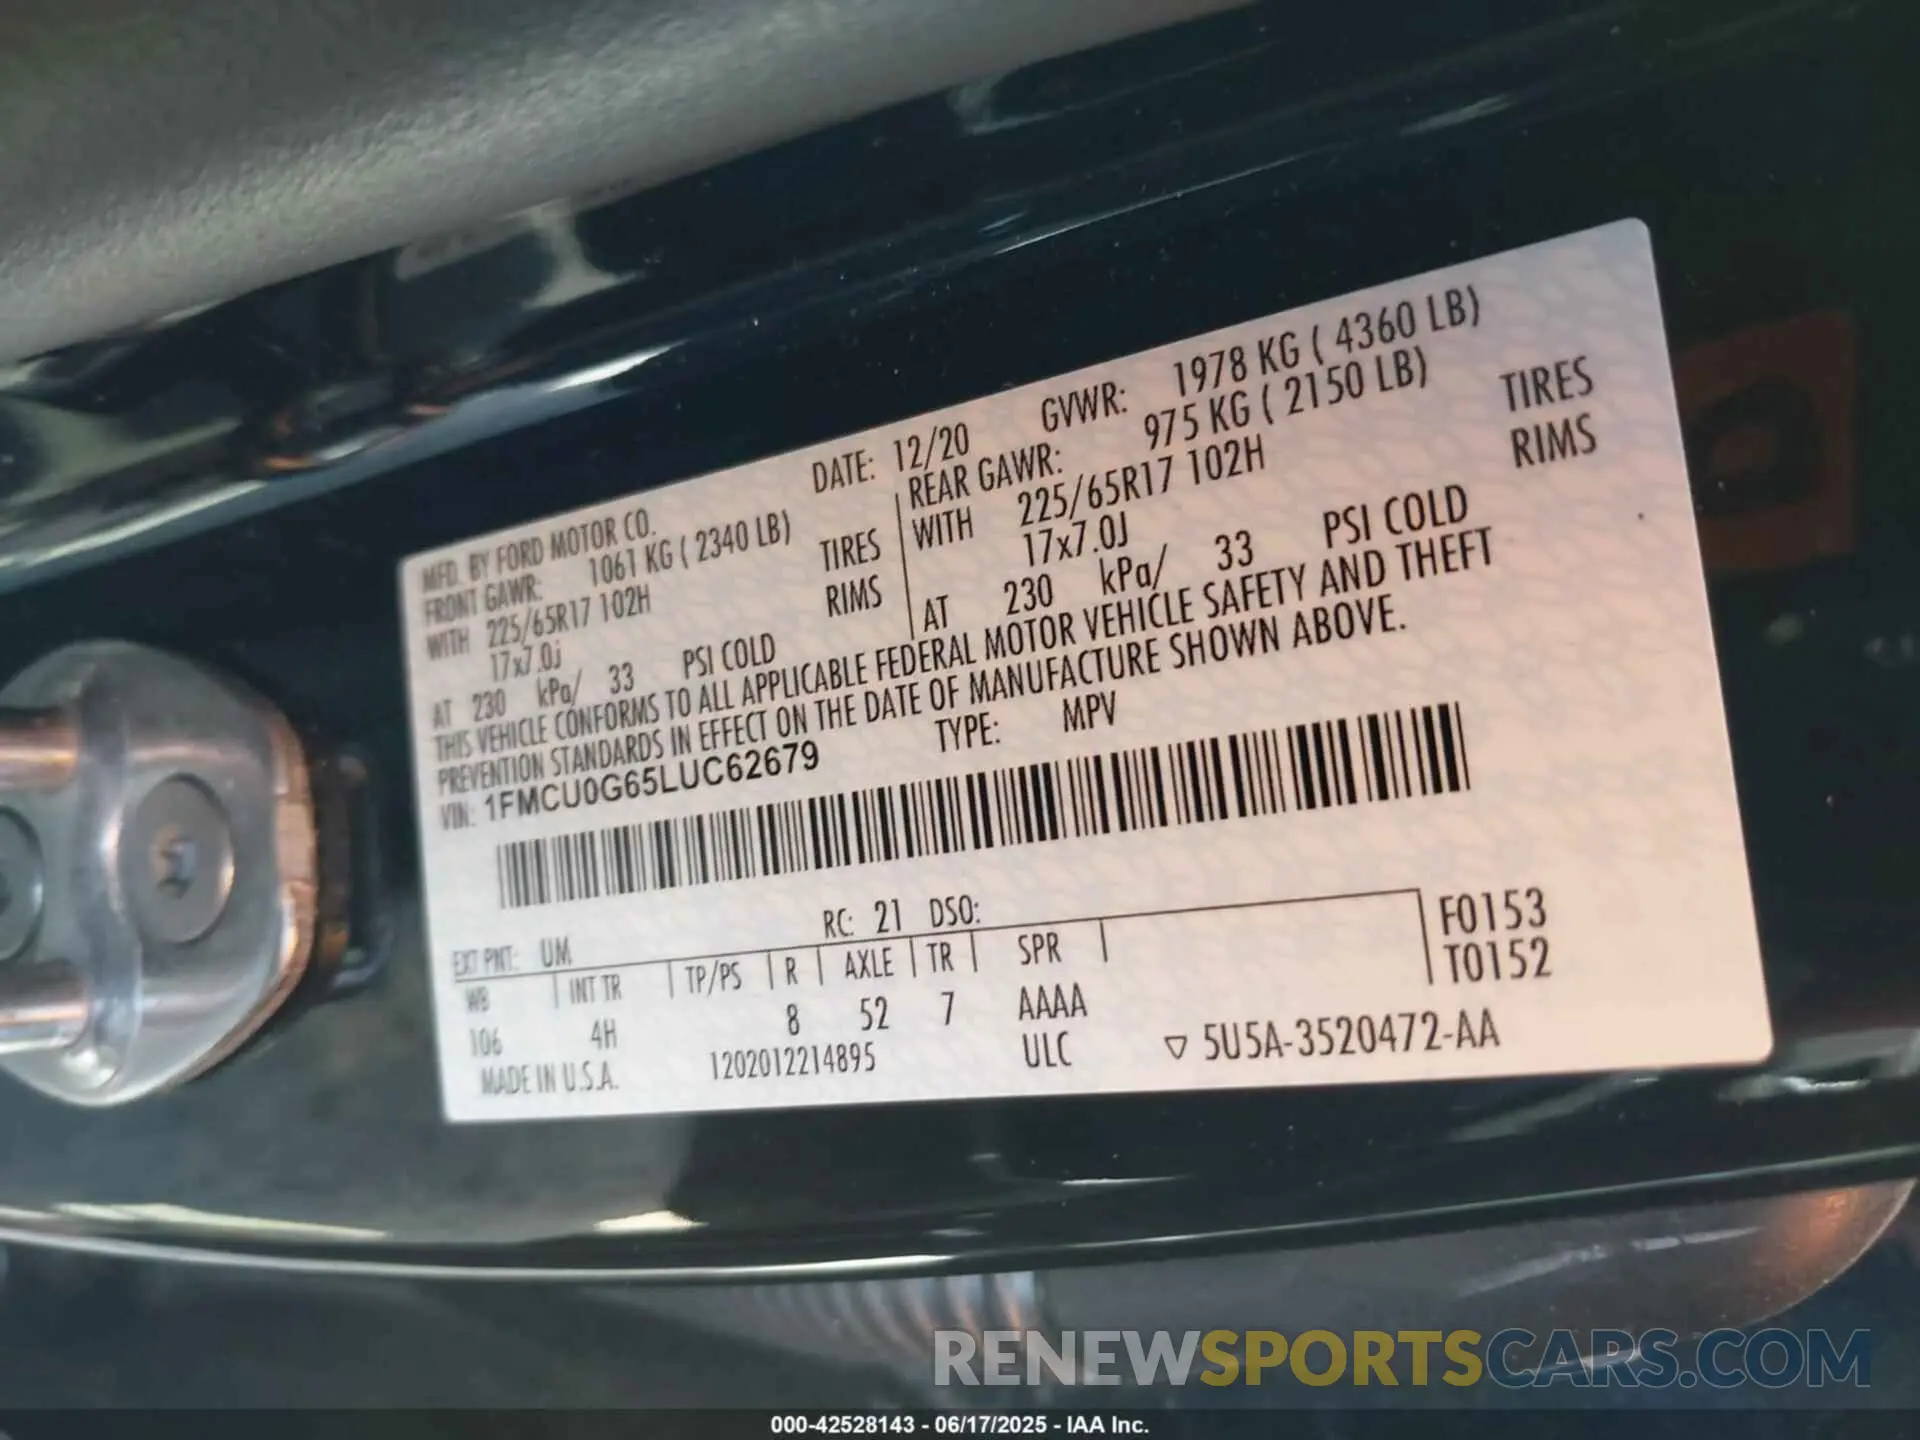 MFD. BY FORD MOTOR CO.
DATE: 12/20 GVWR: 1978 KG ( 4360 LB)
FRONT GAWR: 1061 KG ( 2340 LB)
REAR GAWR: 975 KG ( 2150 LB)
WITH 225/65R17 102H TIRES
WITH 225/65R17 102H TIRES
17x7.0J RIMS
17x7.0J RIMS
AT 230 kPa/ 33 PSI COLD
AT 230 kPa/ 33 PSI COLD
THIS VEHICLE CONFORMS TO ALL APPLICABLE FEDERAL MOTOR VEHICLE SAFETY AND THEFT
PREVENTION STANDARDS IN EFFECT ON THE DATE OF MANUFACTURE SHOWN ABOVE.
VIN: 1FMCU0G65LUC62679 TYPE: MPV
EXT PNT: UM RC: 21 DSO:
WB INT TR TP/PS R AXLE TR SPR
F0153
T0152
106 4H 8 52 7 AAAA
MADE IN U.S.A. 1202012214895 ULC ▽ 5U5A-3520472-AA
RENEWSPORTSCARS.COM
000-42528143 - 06/17/2025 - IAA Inc.